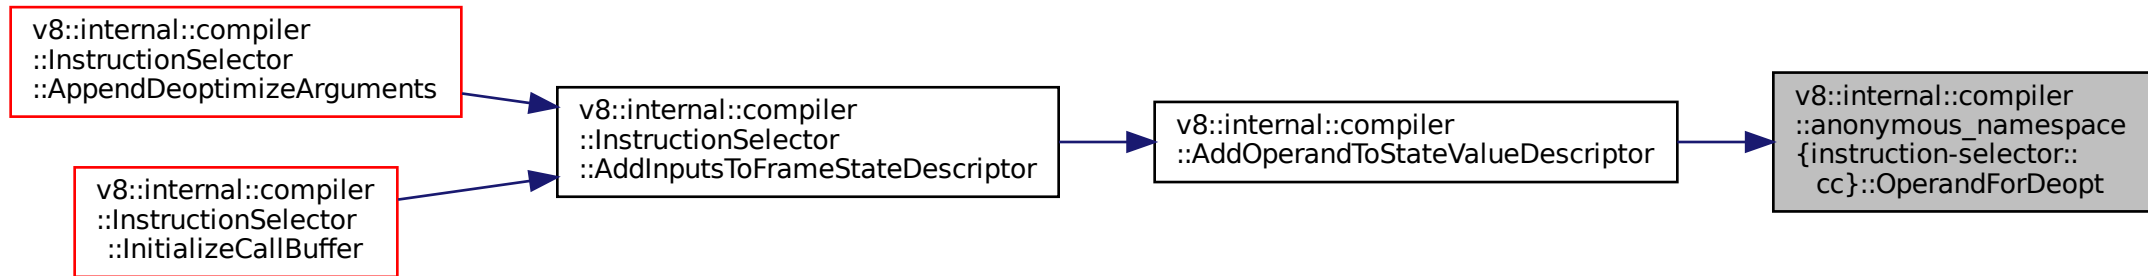 v8::internal::compiler
::InstructionSelector
::AppendDeoptimizeArguments
v8::internal::compiler
::InstructionSelector
::InitializeCallBuffer
v8::internal::compiler
::InstructionSelector
::AddInputsToFrameStateDescriptor
v8::internal::compiler
::AddOperandToStateValueDescriptor
v8::internal::compiler
::anonymous_namespace
{instruction-selector::
cc}::OperandForDeopt